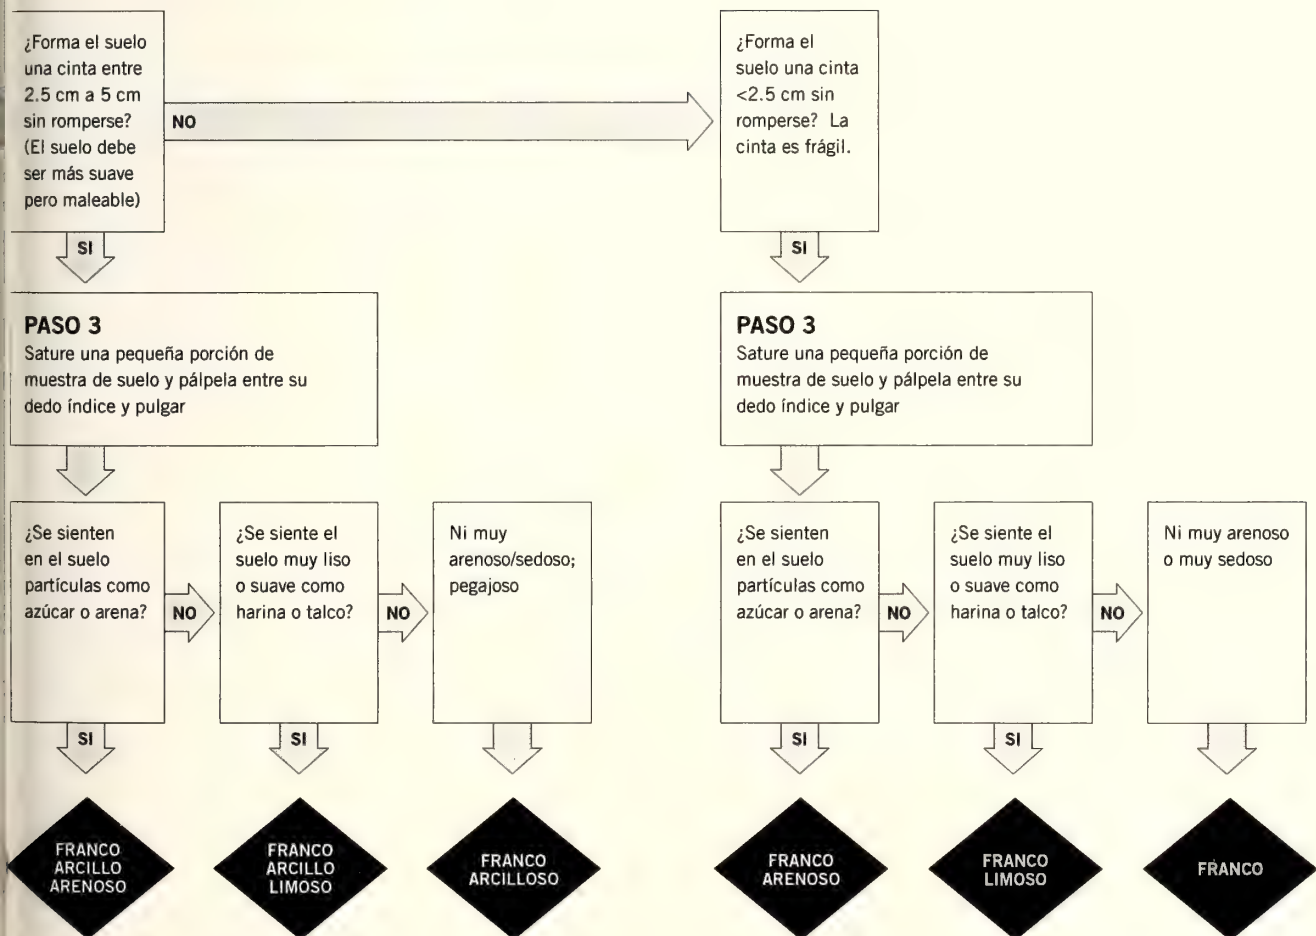 ¿Forma el suelo
una cinta entre
2.5 cm a 5 cm
sin romperse?
(El suelo debe
ser más suave
pero maleable)
NO
¿Forma el
suelo una cinta
<2.5 cm sin
romperse? La
cinta es frágil.
SI
SI
PASO 3
Sature una pequeña porción de
muestra de suelo y pálpela entre su
dedo índice y pulgar
PASO 3
Sature una pequeña porción de
muestra de suelo y pálpela entre su
dedo índice y pulgar
¿Se sienten
en el suelo
partículas como
azúcar o arena?
NO
¿Se siente el
suelo muy liso
o suave como
harina o talco?
NO
Ni muy
arenoso/sedoso;
pegajoso
¿Se sienten
en el suelo
partículas como
azúcar o arena?
NO
¿Se siente el
suelo muy liso
o suave como
harina o talco?
NO
Ni muy arenoso
o muy sedoso
SI
SI
SI
SI
FRANCO
ARCILLO
ARENOSO
FRANCO
ARCILLO
LIMOSO
FRANCO
ARCILLOSO
FRANCO
ARENOSO
FRANCO
LIMOSO
FRANCO